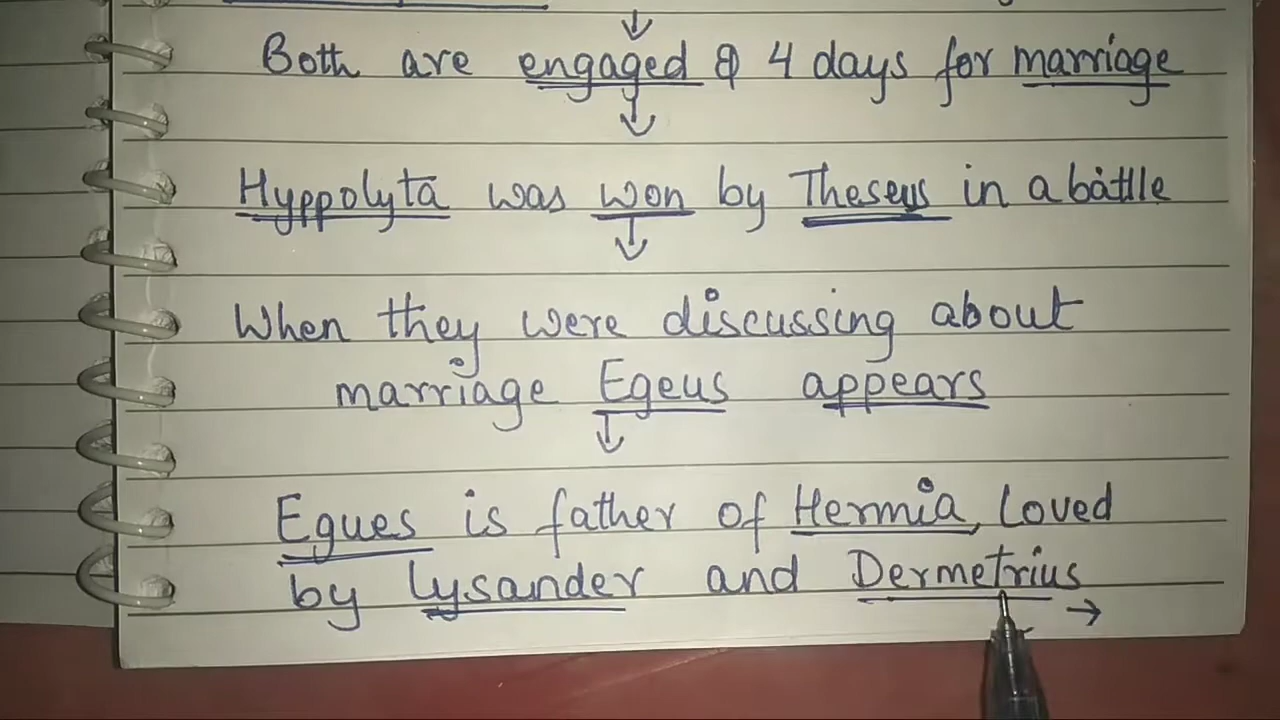 Both are engaged & 4 days for marriage
Hyppolyta was won by Theseus in a battle
When they were discussing about
marriage Egeus appears
Egues is father of Hermia, loved
by Lysander and Dermetrius